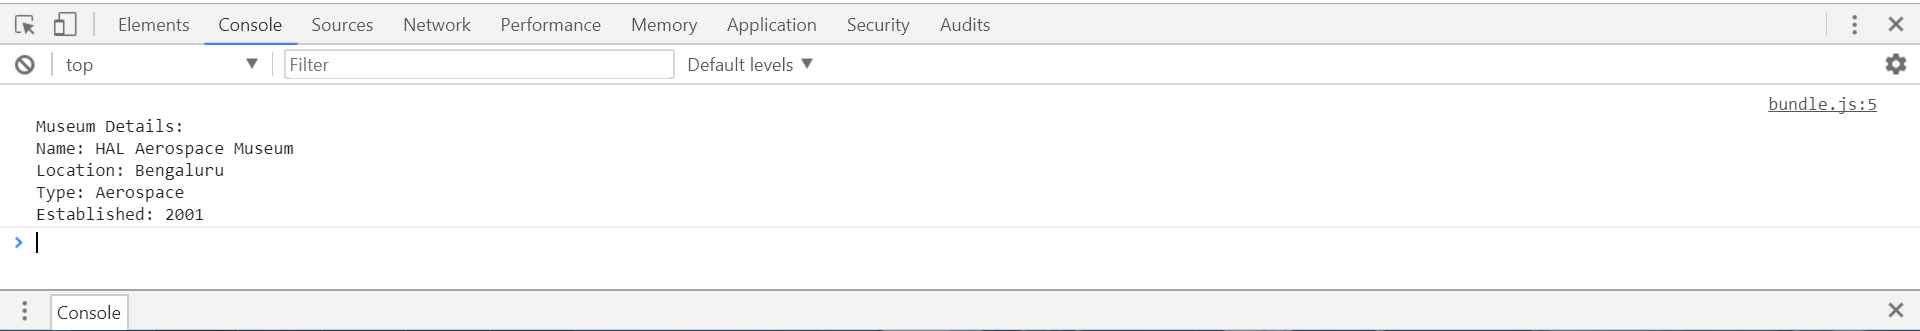 Elements Console Sources Network Performance Memory Application Security Audits
top Filter Default levels
bundle.js:5
Museum Details:
Name: HAL Aerospace Museum
Location: Bengaluru
Type: Aerospace
Established: 2001
Console